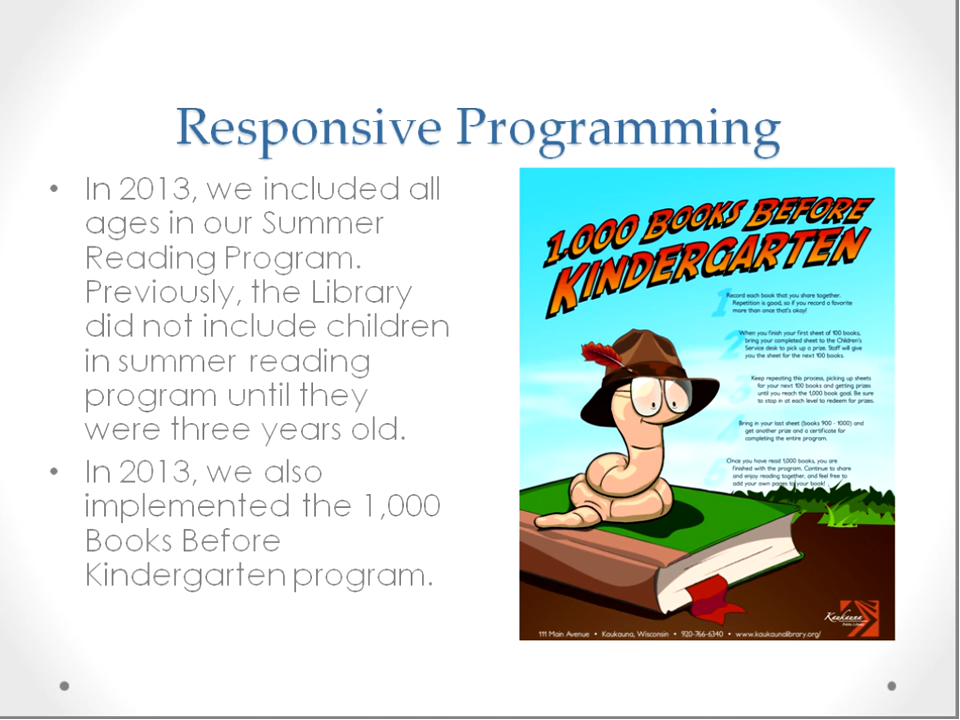 Responsive Programming
• In 2013, we included all
ages in our Summer
Reading Program.
Previously, the Library
did not include children
in summer reading
program until they
were three years old.
• In 2013, we also
implemented the 1,000
Books Before
Kindergarten program.
1,000 BOOKS BEFORE
KINDERGARTEN
1 Record each book that you share together.
Repetition is good, so if you record a favorite
more than once that's okay!
2 When you finish your first sheet of 100 books,
bring your completed sheet to the Children's
Service desk to pick up a prize. Staff will give
you the sheet for the next 100 books.
3 Keep repeating this process, picking up sheets
for your next 100 books and getting prizes
until you reach the 1,000 book goal. Be sure
to stop in at each level to redeem for prizes.
Bring in your last sheet (books 900 - 1000) and
get another prize and a certificate for
completing the entire program.
Once you have read 1,000 books, you are
finished with the program. Continue to share
and enjoy reading together, and feel free to
add your own pages to your book!
Kaukauna
Public Library
111 Main Avenue • Kaukauna, Wisconsin • 920-766-6340 • www.kaukaunalibrary.org/